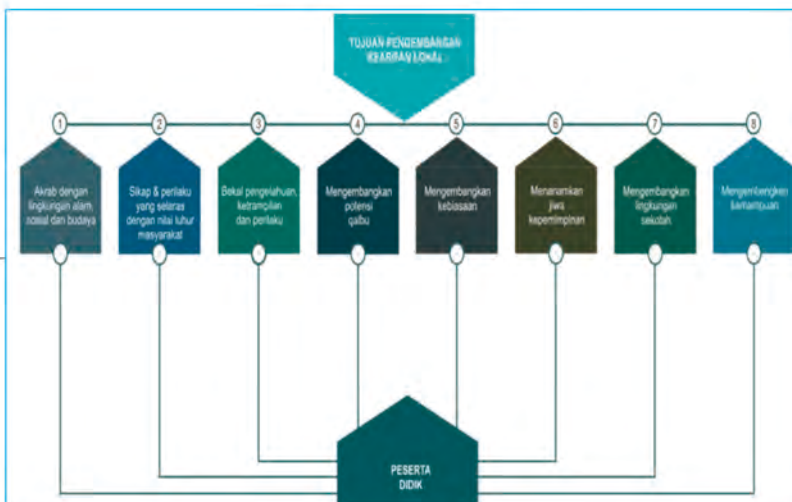 TUJUAN PENGEMBANGAN
KEARIFAN LOKAL
1
2
3
4
5
6
7
8
Akrab dengan
lingkungan alam,
sosial dan budaya
Sikap & perilaku
yang selaras
dengan nilai luhur
masyarakat
Bekal pengetahuan,
ketrampilan
dan perilaku
Mengembangkan
potensi
qalbu
Mengembangkan
kebiasaan
Menanamkan
jiwa
kepemimpinan
Mengembangkan
lingkungan
sekolah
Mengembangkan
kemampuan
PESERTA
DIDIK